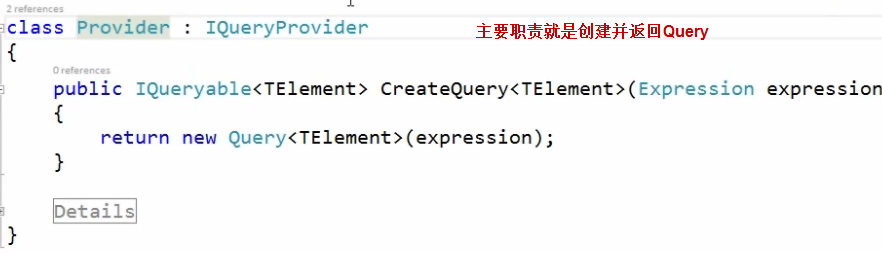 2 references
class Provider : IQueryProvider 主要职责就是创建并返回Query
{
0 references
public IQueryable<TElement> CreateQuery<TElement>(Expression expression
{
return new Query<TElement>(expression);
}
Details
}